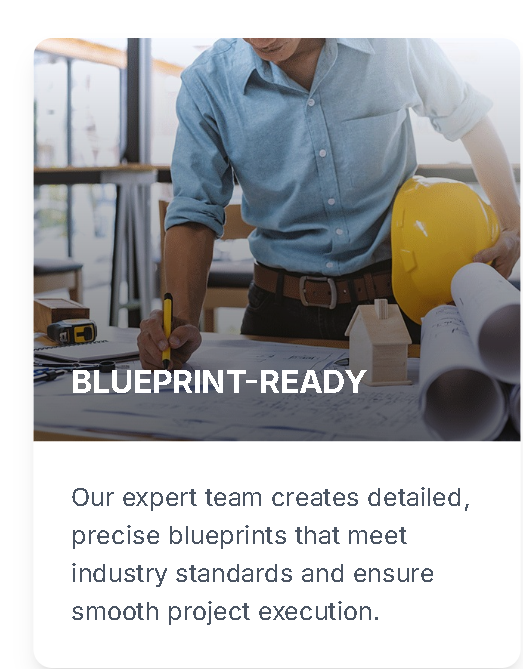 BLUEPRINT-READY
Our expert team creates detailed,
precise blueprints that meet
industry standards and ensure
smooth project execution.